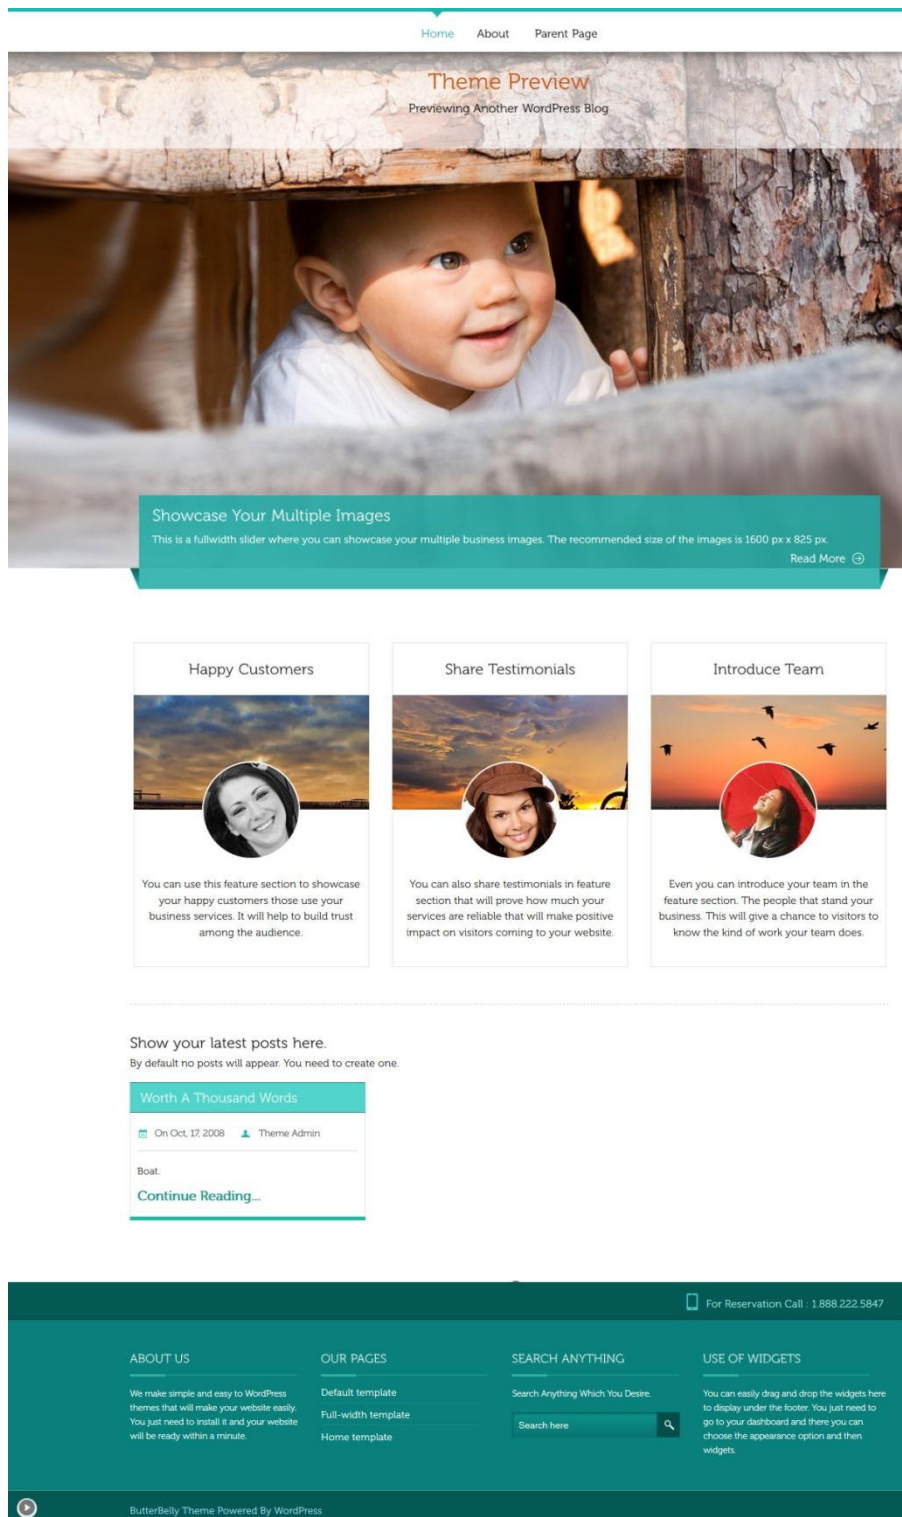 Home About Parent Page
Theme Preview
Previewing Another WordPress Blog
Showcase Your Multiple Images
This is a fullwidth slider where you can showcase your multiple business images. The recommended size of the images is 1600 px x 825 px.
Read More
Happy Customers
You can use this feature section to showcase
your happy customers those use your
business services. It will help to build trust
among the audience.
Share Testimonials
You can also share testimonials in feature
section that will prove how much your
services are reliable that will make positive
impact on visitors coming to your website.
Introduce Team
Even you can introduce your team in the
feature section. The people that stand your
business. This will give a chance to visitors to
know the kind of work your team does.
Show your latest posts here.
By default no posts will appear. You need to create one.
Worth A Thousand Words
On Oct, 17, 2008 Theme Admin
Boat.
Continue Reading...
For Reservation Call : 1.888.222.5847
ABOUT US
We make simple and easy to WordPress
themes that will make your website easily.
You just need to install it and your website
will be ready within a minute.
OUR PAGES
Default template
Full-width template
Home template
SEARCH ANYTHING
Search Anything Which You Desire.
Search here
USE OF WIDGETS
You can easily drag and drop the widgets here
to display under the footer. You just need to
go to your dashboard and there you can
choose the appearance option and then
widgets.
ButterBelly Theme Powered By WordPress